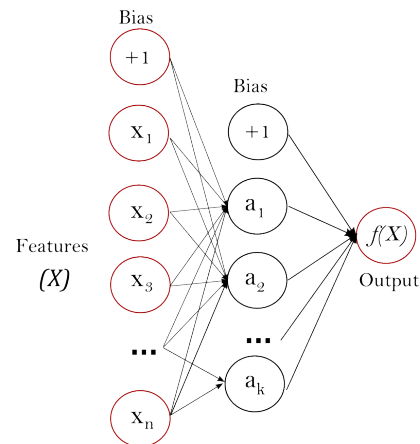 Bias
+1
x₁
x₂
x₃
...
xₙ
Features
(X)
Bias
+1
a₁
a₂
...
aₖ
f(X)
Output